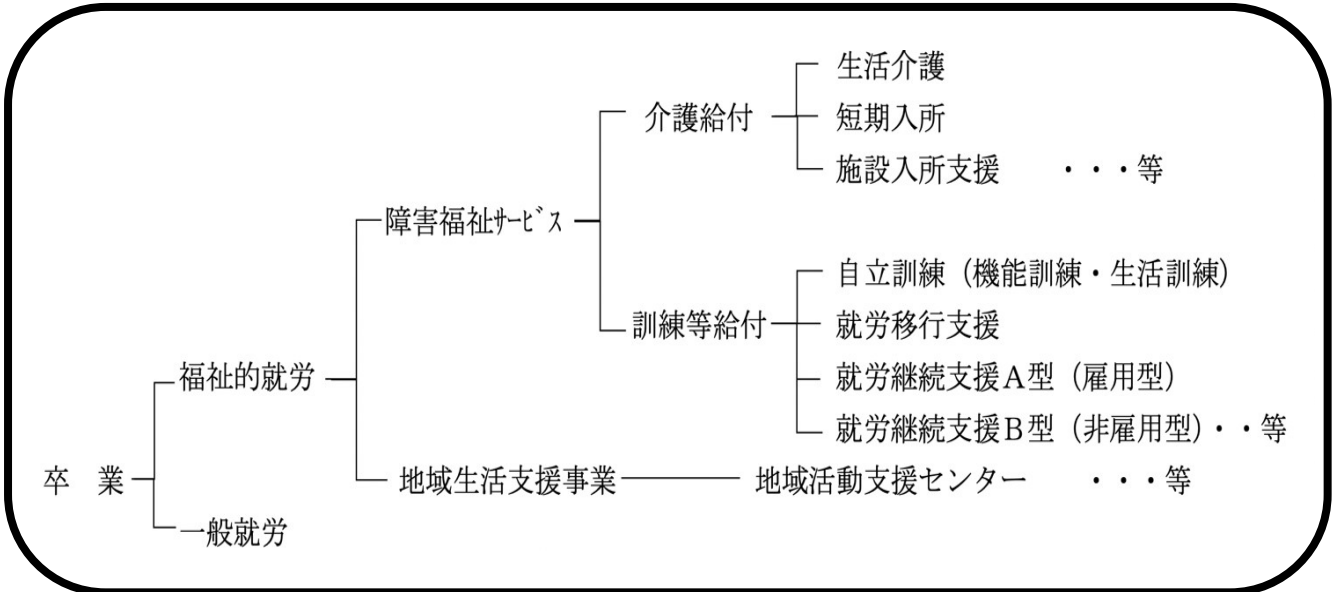 生活介護
介護給付
短期入所
施設入所支援 ・・・等
障害福祉ｻｰﾋﾞｽ
自立訓練（機能訓練・生活訓練）
訓練等給付
就労移行支援
福祉的就労
就労継続支援Ａ型（雇用型）
就労継続支援Ｂ型（非雇用型）・・等
卒　業
地域生活支援事業
地域活動支援センター ・・・等
一般就労